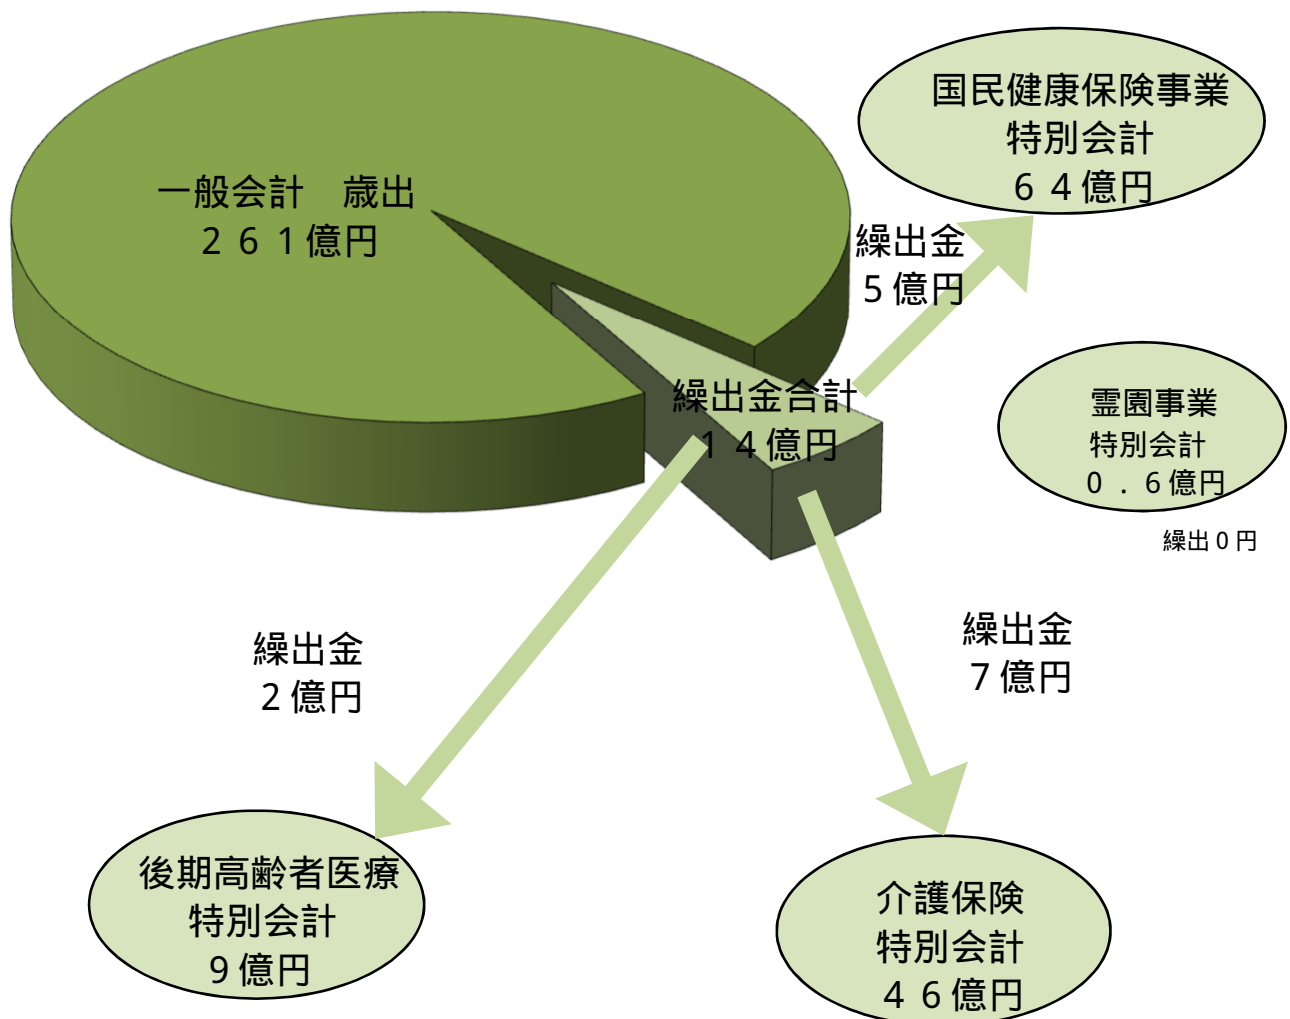 一般会計　歳出
２６１億円
国民健康保険事業
特別会計
６４億円
繰出金
５億円
霊園事業
特別会計
０．６億円
繰出０円
繰出金合計
１４億円
繰出金
２億円
繰出金
７億円
後期高齢者医療
特別会計
９億円
介護保険
特別会計
４６億円